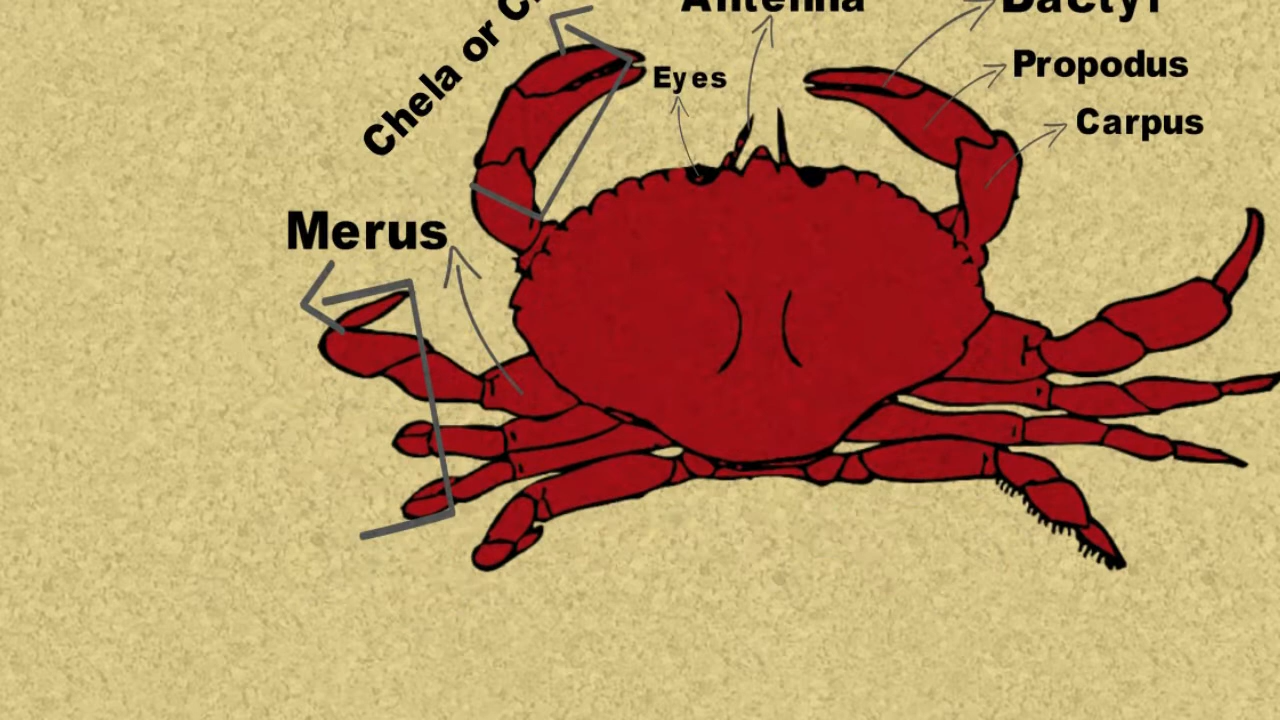 Chela or
Antenna
Dactyl
Eyes
Propodus
Carpus
Merus